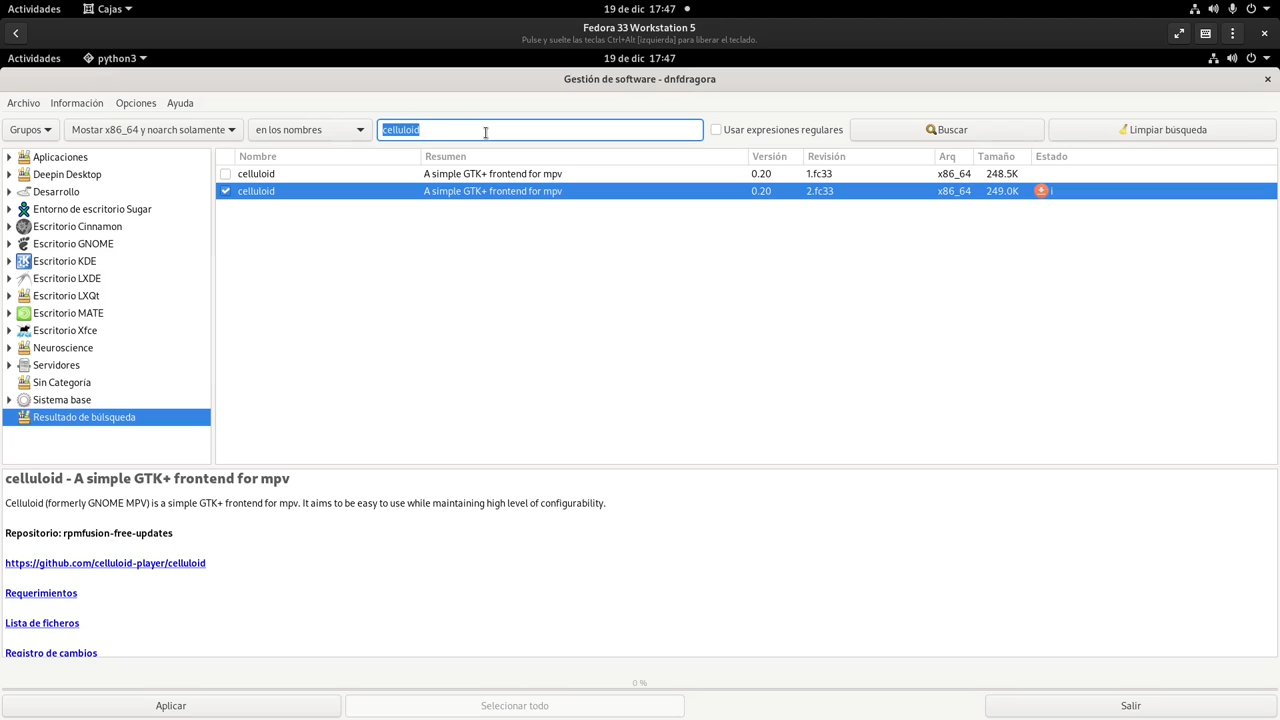 Actividades Cajas 19 de dic 17:47
Fedora 33 Workstation 5
Pulse y suelte las teclas Ctrl+Alt [izquierda] para liberar el teclado.
Actividades python3 19 de dic 17:47
Gestión de software - dnfdragora
Archivo Información Opciones Ayuda
Grupos Mostar x86_64 y noarch solamente en los nombres celluloid Usar expresiones regulares Buscar Limpiar búsqueda
Nombre Resumen Versión Revisión Arq Tamaño Estado
celluloid A simple GTK+ frontend for mpv 0.20 1.fc33 x86_64 248.5K
celluloid A simple GTK+ frontend for mpv 0.20 2.fc33 x86_64 249.0K i
Aplicaciones
Deepin Desktop
Desarrollo
Entorno de escritorio Sugar
Escritorio Cinnamon
Escritorio GNOME
Escritorio KDE
Escritorio LXDE
Escritorio LXQt
Escritorio MATE
Escritorio Xfce
Neuroscience
Servidores
Sin Categoría
Sistema base
Resultado de búlsqueda
celluloid - A simple GTK+ frontend for mpv
Celluloid (formerly GNOME MPV) is a simple GTK+ frontend for mpv. It aims to be easy to use while maintaining high level of configurability.
Repositorio: rpmfusion-free-updates
https://github.com/celluloid-player/celluloid
Requerimientos
Lista de ficheros
Registro de cambios
0 %
Aplicar Selecionar todo Salir